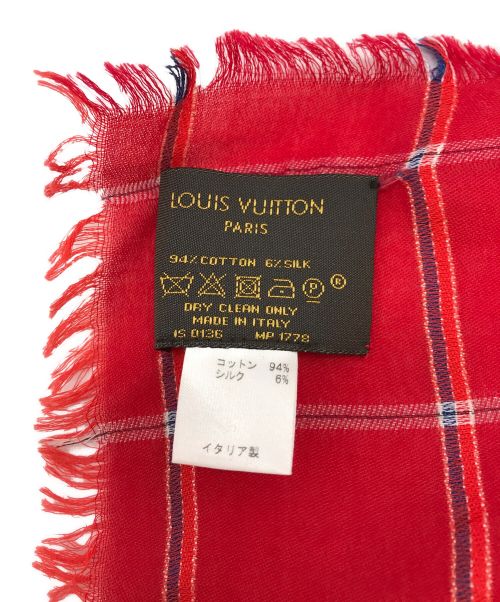 LOUIS VUITTON
PARIS
94% COTTON 6% SILK
P ®
DRY CLEAN ONLY
MADE IN ITALY
IS 0136 MP 1778
コットン 94%
シルク 6%
イタリア製